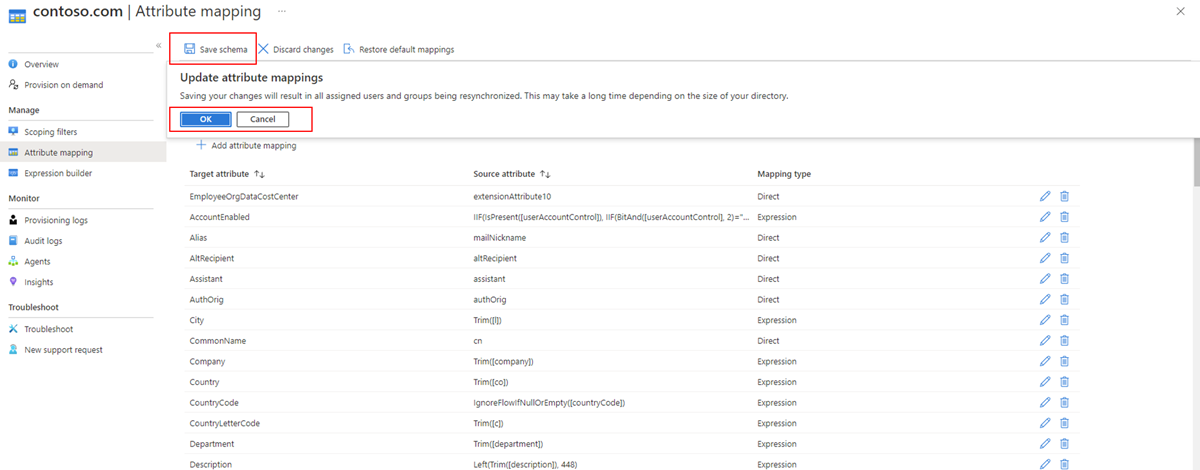 contoso.com | Attribute mapping ...
Save schema Discard changes Restore default mappings
Update attribute mappings
Saving your changes will result in all assigned users and groups being resynchronized. This may take a long time depending on the size of your directory.
OK Cancel
Overview
Provision on demand
Manage
Scoping filters
Attribute mapping
Expression builder
Monitor
Provisioning logs
Audit logs
Agents
Insights
Troubleshoot
Troubleshoot
New support request
Add attribute mapping
Target attribute Source attribute Mapping type
EmployeeOrgDataCostCenter extensionAttribute10 Direct
AccountEnabled IIF(IsPresent([userAccountControl]), IIF(BitAnd([userAccountControl], 2)="... Expression
Alias mailNickname Direct
AltRecipient altRecipient Direct
Assistant assistant Direct
AuthOrig authOrig Direct
City Trim([l]) Expression
CommonName cn Direct
Company Trim([company]) Expression
Country Trim([co]) Expression
CountryCode IgnoreFlowIfNullOrEmpty([countryCode]) Expression
CountryLetterCode Trim([c]) Expression
Department Trim([department]) Expression
Description Left(Trim([description]), 448) Expression